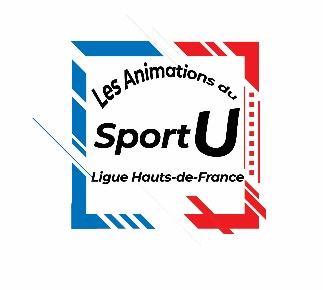 Les Animations du
Sport U
Ligue Hauts-de-France